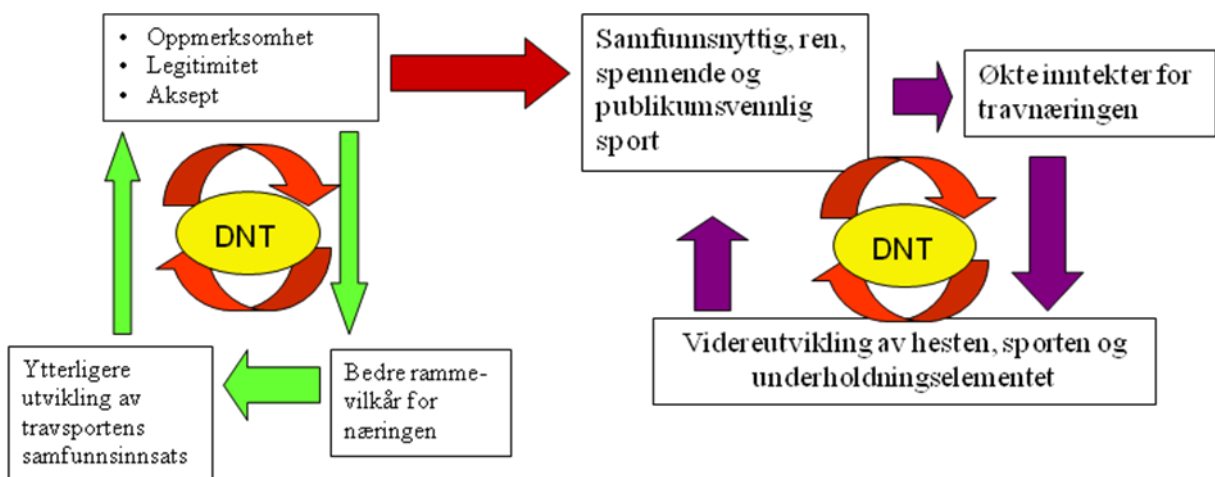 • Oppmerksomhet
• Legitimitet
• Aksept
Samfunnsnyttig, ren,
spennende og
publikumsvennlig
sport
Økte inntekter for
travnæringen
DNT
DNT
Ytterligere
utvikling av
travsportens
samfunnsinnsats
Bedre ramme-
vilkår for
næringen
Videreutvikling av hesten, sporten og
underholdningselementet